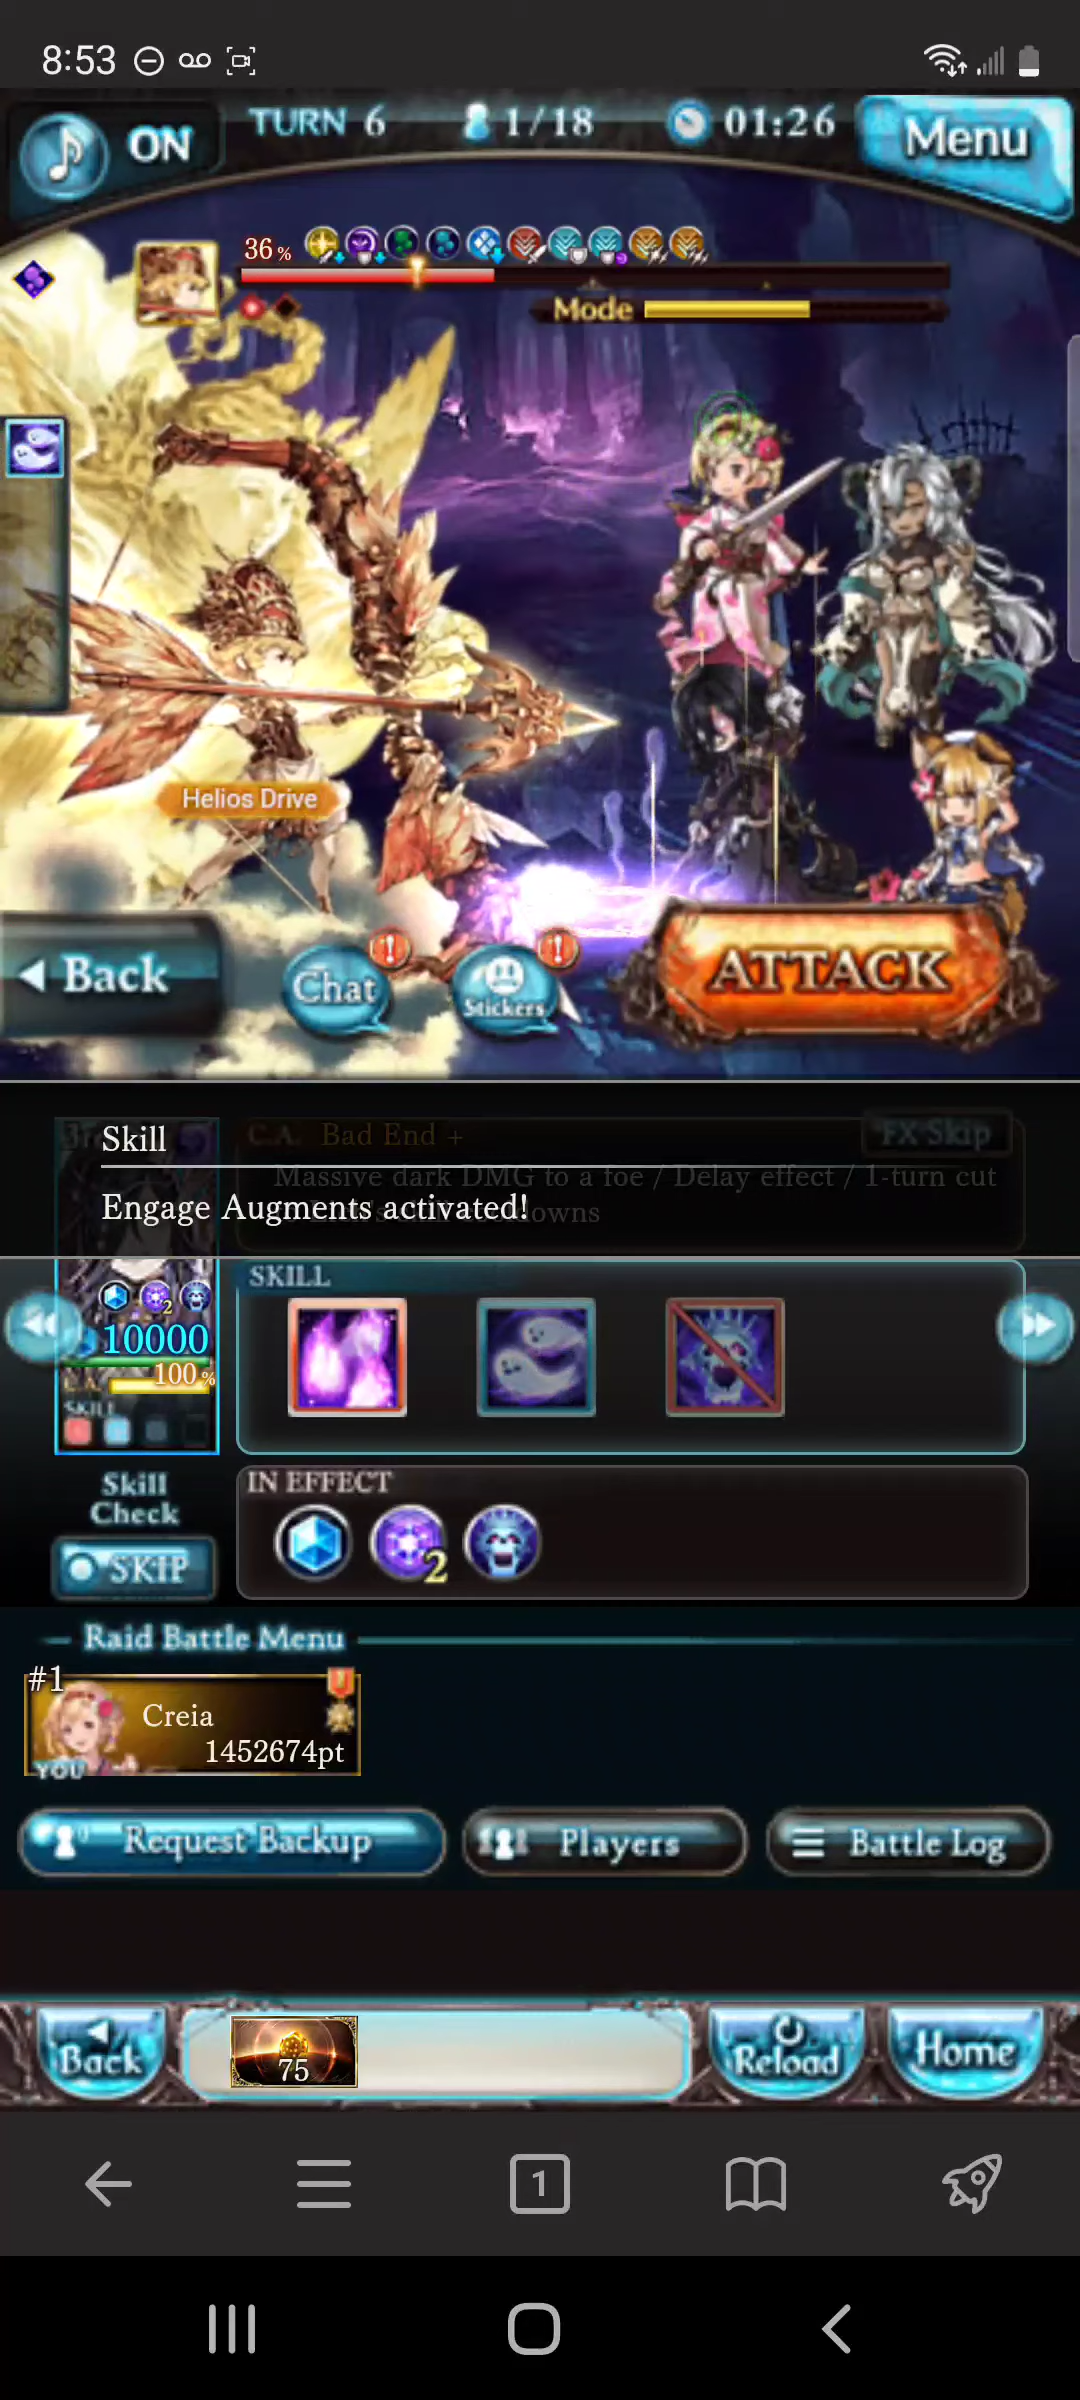 8:53
ON
TURN 6
1/18
01:26
Menu
36%
Mode
Helios Drive
Back
Chat
Stickers
ATTACK
C.A. Bad End +
FX Skip
Massive dark DMG to a foe / Delay effect / 1-turn cut
Skill
Engage Augments activated!
SKILL
2
10000
100%
C.A.
SKILL
Skill
Check
SKIP
IN EFFECT
2
Raid Battle Menu
#1
Creia
1452674pt
YOU
Request Backup
Players
Battle Log
Back
75
Reload
Home
1